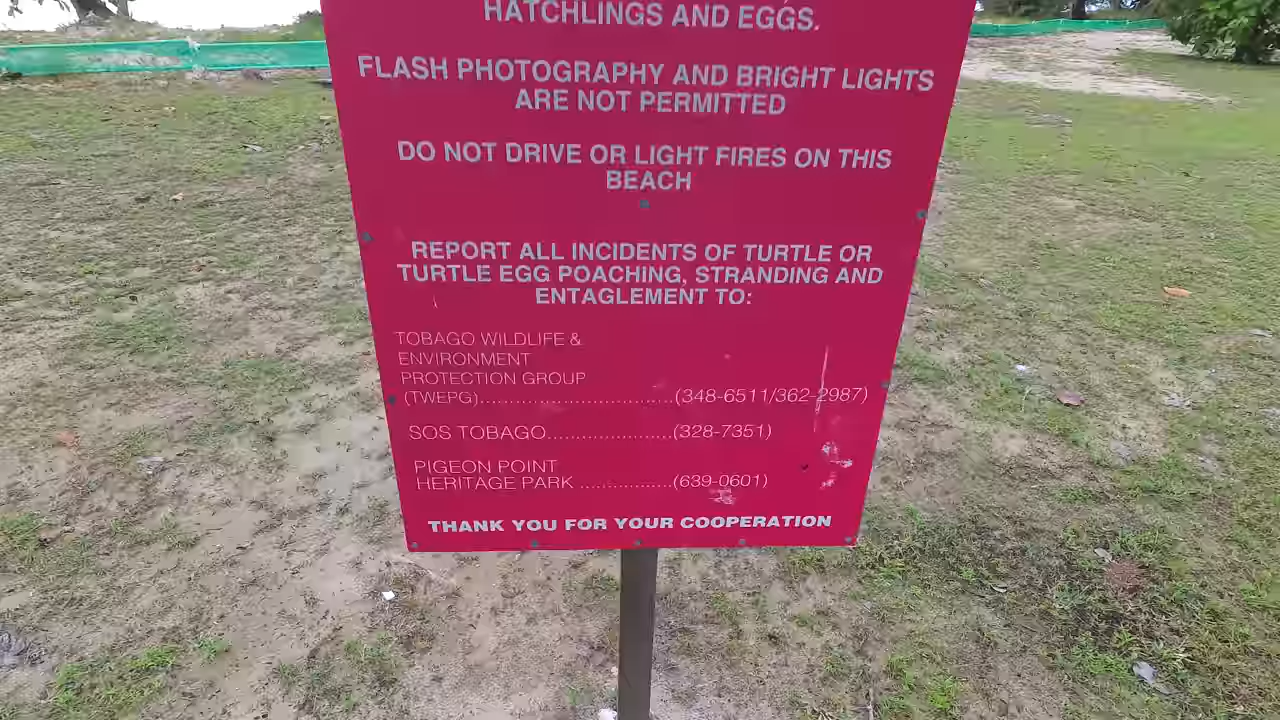 HATCHLINGS AND EGGS.
FLASH PHOTOGRAPHY AND BRIGHT LIGHTS
ARE NOT PERMITTED
DO NOT DRIVE OR LIGHT FIRES ON THIS
BEACH
REPORT ALL INCIDENTS OF TURTLE OR
TURTLE EGG POACHING, STRANDING AND
ENTAGLEMENT TO:
TOBAGO WILDLIFE &
ENVIRONMENT
PROTECTION GROUP
(TWEPG)..................................(348-6511/362-2987)
SOS TOBAGO......................(328-7351)
PIGEON POINT
HERITAGE PARK ................(639-0601)
THANK YOU FOR YOUR COOPERATION